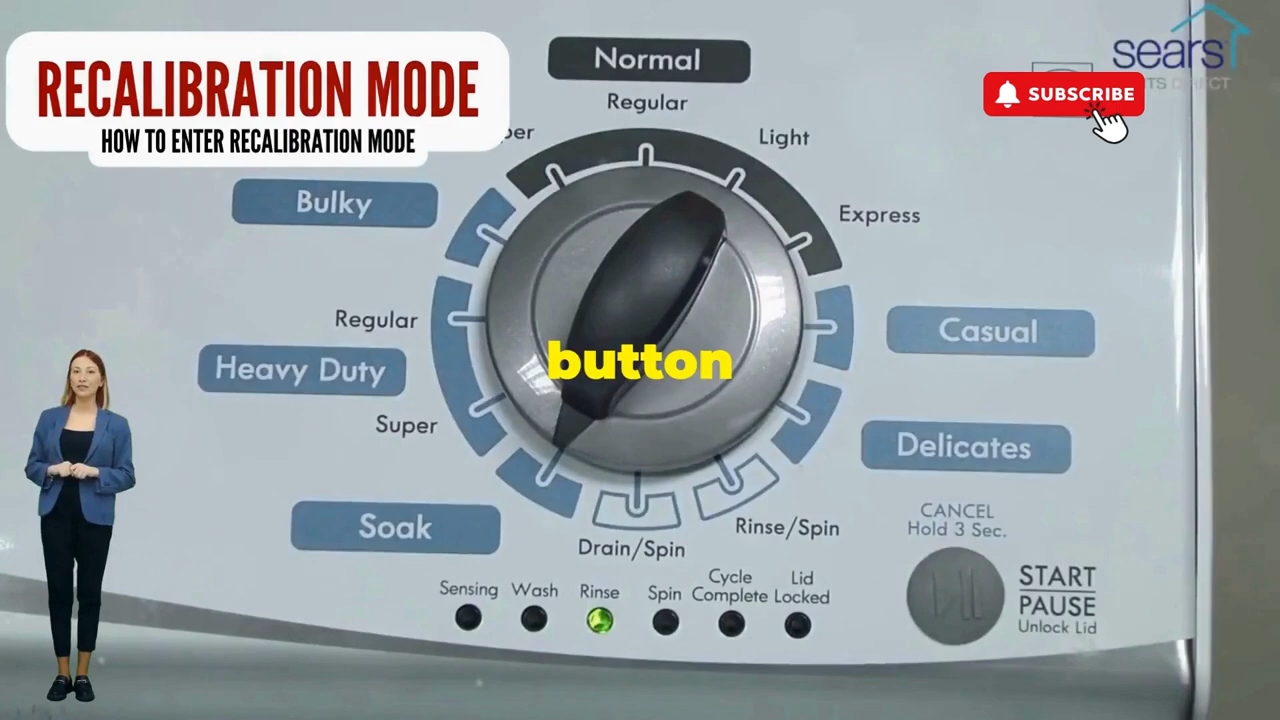 RECALIBRATION MODE
HOW TO ENTER RECALIBRATION MODE
sears
SUBSCRIBE
Normal
Regular
Light
Express
Bulky
Regular
Heavy Duty
Super
Casual
Delicates
button
Soak
Drain/Spin
Rinse/Spin
CANCEL
Hold 3 Sec.
START
PAUSE
Unlock Lid
Sensing
Wash
Rinse
Spin
Cycle
Complete
Lid
Locked